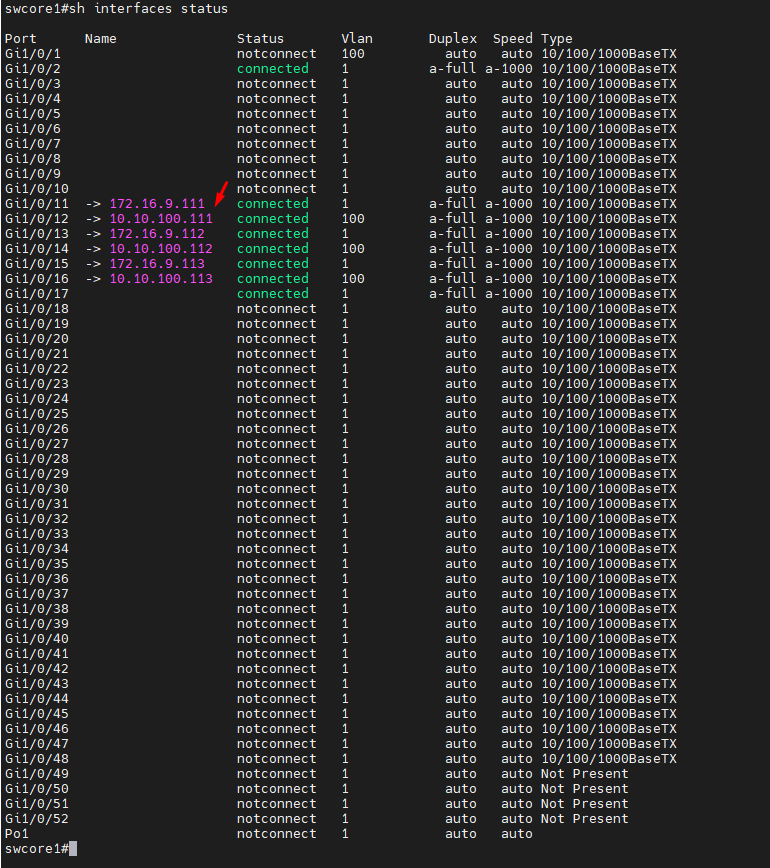 swcore1#sh interfaces status
Port      Name               Status       Vlan       Duplex  Speed Type
Gi1/0/1                      notconnect   100          auto   auto 10/100/1000BaseTX
Gi1/0/2                      connected    1          a-full a-1000 10/100/1000BaseTX
Gi1/0/3                      notconnect   1            auto   auto 10/100/1000BaseTX
Gi1/0/4                      notconnect   1            auto   auto 10/100/1000BaseTX
Gi1/0/5                      notconnect   1            auto   auto 10/100/1000BaseTX
Gi1/0/6                      notconnect   1            auto   auto 10/100/1000BaseTX
Gi1/0/7                      notconnect   1            auto   auto 10/100/1000BaseTX
Gi1/0/8                      notconnect   1            auto   auto 10/100/1000BaseTX
Gi1/0/9                      notconnect   1            auto   auto 10/100/1000BaseTX
Gi1/0/10                     notconnect   1            auto   auto 10/100/1000BaseTX
Gi1/0/11  -> 172.16.9.111    connected    1          a-full a-1000 10/100/1000BaseTX
Gi1/0/12  -> 10.10.100.111   connected    100        a-full a-1000 10/100/1000BaseTX
Gi1/0/13  -> 172.16.9.112    connected    1          a-full a-1000 10/100/1000BaseTX
Gi1/0/14  -> 10.10.100.112   connected    100        a-full a-1000 10/100/1000BaseTX
Gi1/0/15  -> 172.16.9.113    connected    1          a-full a-1000 10/100/1000BaseTX
Gi1/0/16  -> 10.10.100.113   connected    100        a-full a-1000 10/100/1000BaseTX
Gi1/0/17                     connected    1          a-full a-1000 10/100/1000BaseTX
Gi1/0/18                     notconnect   1            auto   auto 10/100/1000BaseTX
Gi1/0/19                     notconnect   1            auto   auto 10/100/1000BaseTX
Gi1/0/20                     notconnect   1            auto   auto 10/100/1000BaseTX
Gi1/0/21                     notconnect   1            auto   auto 10/100/1000BaseTX
Gi1/0/22                     notconnect   1            auto   auto 10/100/1000BaseTX
Gi1/0/23                     notconnect   1            auto   auto 10/100/1000BaseTX
Gi1/0/24                     notconnect   1            auto   auto 10/100/1000BaseTX
Gi1/0/25                     notconnect   1            auto   auto 10/100/1000BaseTX
Gi1/0/26                     notconnect   1            auto   auto 10/100/1000BaseTX
Gi1/0/27                     notconnect   1            auto   auto 10/100/1000BaseTX
Gi1/0/28                     notconnect   1            auto   auto 10/100/1000BaseTX
Gi1/0/29                     notconnect   1            auto   auto 10/100/1000BaseTX
Gi1/0/30                     notconnect   1            auto   auto 10/100/1000BaseTX
Gi1/0/31                     notconnect   1            auto   auto 10/100/1000BaseTX
Gi1/0/32                     notconnect   1            auto   auto 10/100/1000BaseTX
Gi1/0/33                     notconnect   1            auto   auto 10/100/1000BaseTX
Gi1/0/34                     notconnect   1            auto   auto 10/100/1000BaseTX
Gi1/0/35                     notconnect   1            auto   auto 10/100/1000BaseTX
Gi1/0/36                     notconnect   1            auto   auto 10/100/1000BaseTX
Gi1/0/37                     notconnect   1            auto   auto 10/100/1000BaseTX
Gi1/0/38                     notconnect   1            auto   auto 10/100/1000BaseTX
Gi1/0/39                     notconnect   1            auto   auto 10/100/1000BaseTX
Gi1/0/40                     notconnect   1            auto   auto 10/100/1000BaseTX
Gi1/0/41                     notconnect   1            auto   auto 10/100/1000BaseTX
Gi1/0/42                     notconnect   1            auto   auto 10/100/1000BaseTX
Gi1/0/43                     notconnect   1            auto   auto 10/100/1000BaseTX
Gi1/0/44                     notconnect   1            auto   auto 10/100/1000BaseTX
Gi1/0/45                     notconnect   1            auto   auto 10/100/1000BaseTX
Gi1/0/46                     notconnect   1            auto   auto 10/100/1000BaseTX
Gi1/0/47                     notconnect   1            auto   auto 10/100/1000BaseTX
Gi1/0/48                     notconnect   1            auto   auto 10/100/1000BaseTX
Gi1/0/49                     notconnect   1            auto   auto Not Present
Gi1/0/50                     notconnect   1            auto   auto Not Present
Gi1/0/51                     notconnect   1            auto   auto Not Present
Gi1/0/52                     notconnect   1            auto   auto Not Present
Po1                          notconnect   1            auto   auto
swcore1#